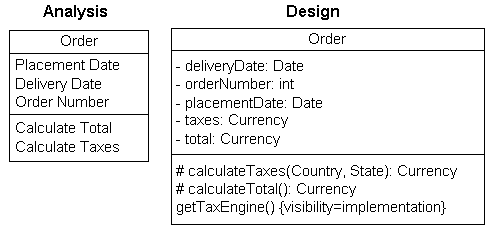 Analysis
Order
Placement Date
Delivery Date
Order Number
Calculate Total
Calculate Taxes
Design
Order
- deliveryDate: Date
- orderNumber: int
- placementDate: Date
- taxes: Currency
- total: Currency
# calculateTaxes(Country, State): Currency
# calculateTotal(): Currency
getTaxEngine() {visibility=implementation}